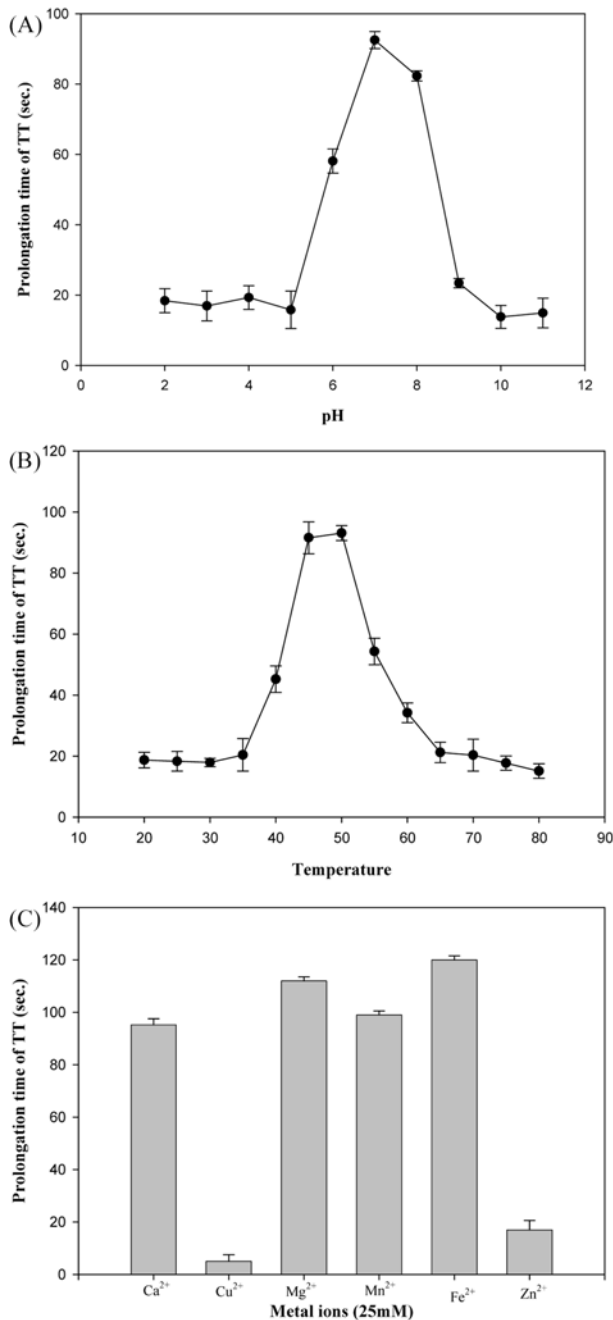 (A)
Prolongation time of TT (sec.)
100
80
60
40
20
0
0 2 4 6 8 10 12
pH
(B)
Prolongation time of TT (sec.)
120
100
80
60
40
20
0
10 20 30 40 50 60 70 80 90
Temperature
(C)
Prolongation time of TT (sec.)
140
120
100
80
60
40
20
0
Ca²⁺ Cu²⁺ Mg²⁺ Mn²⁺ Fe²⁺ Zn²⁺
Metal ions (25mM)